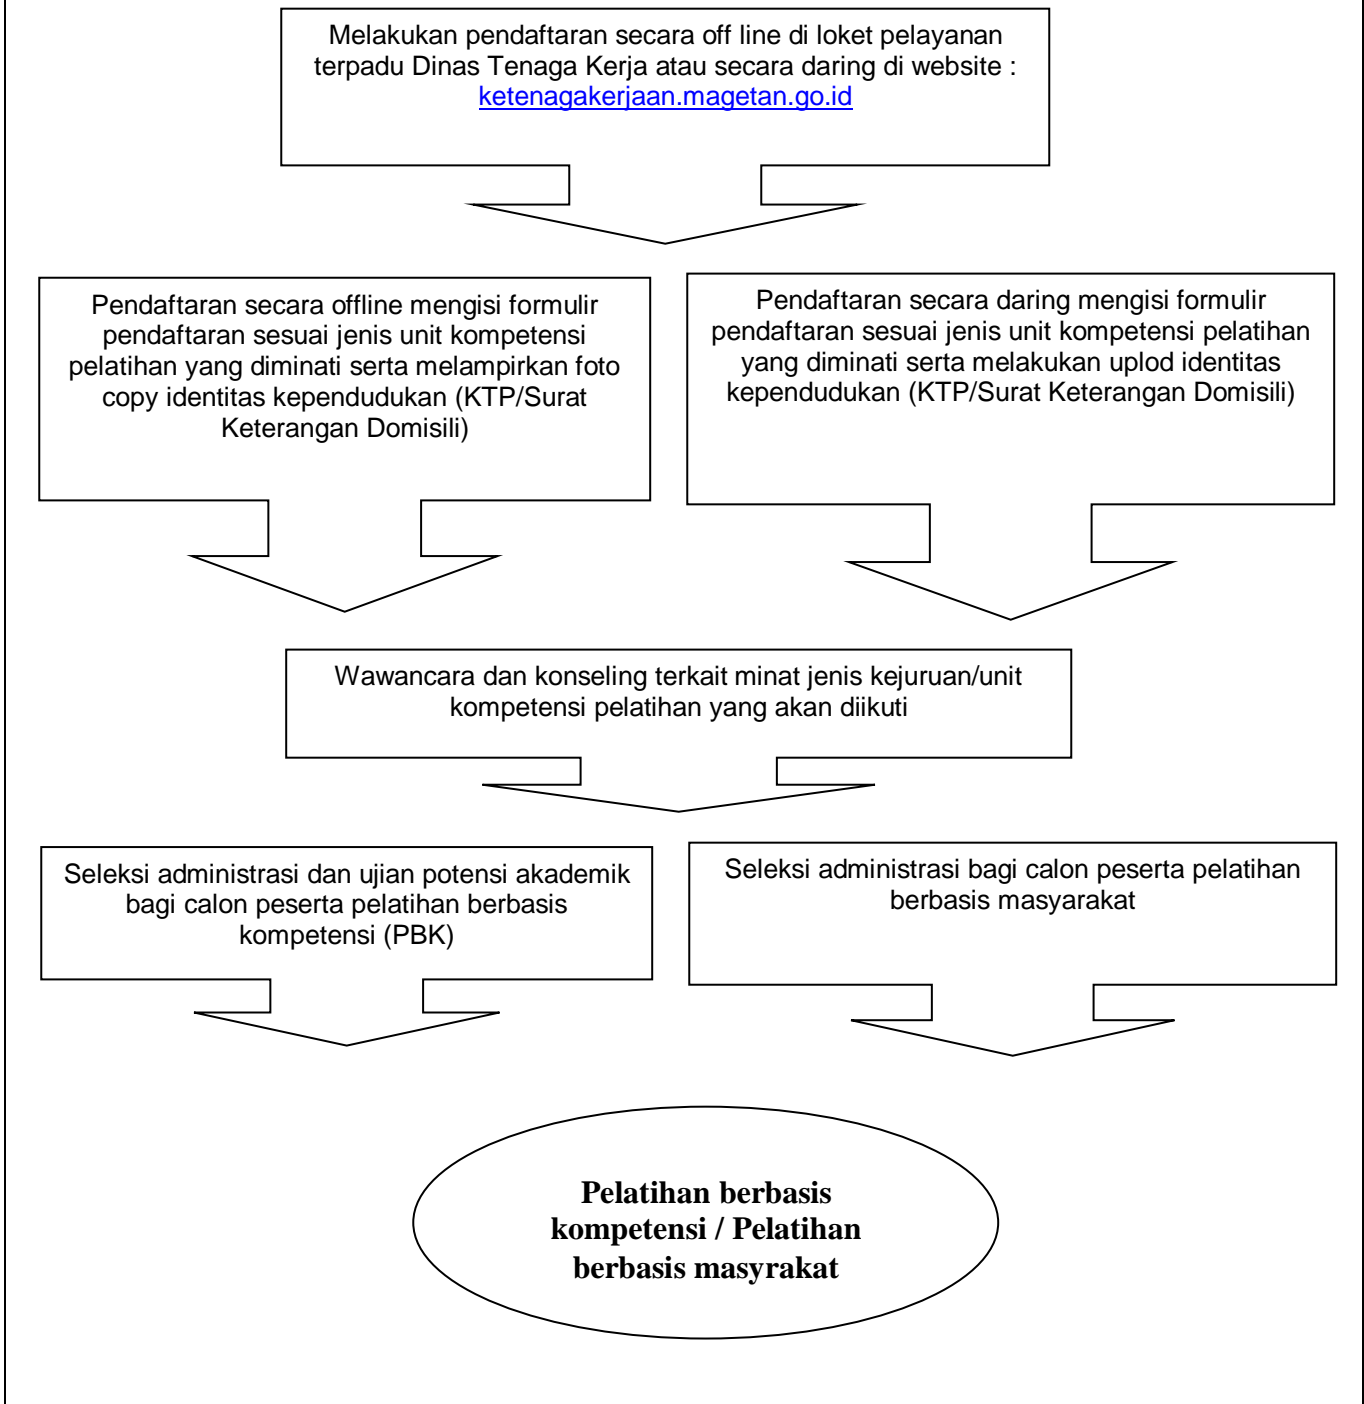 Melakukan pendaftaran secara off line di loket pelayanan
terpadu Dinas Tenaga Kerja atau secara daring di website :
ketenagakerjaan.magetan.go.id
Pendaftaran secara offline mengisi formulir
pendaftaran sesuai jenis unit kompetensi
pelatihan yang diminati serta melampirkan foto
copy identitas kependudukan (KTP/Surat
Keterangan Domisili)
Pendaftaran secara daring mengisi formulir
pendaftaran sesuai jenis unit kompetensi pelatihan
yang diminati serta melakukan uplod identitas
kependudukan (KTP/Surat Keterangan Domisili)
Wawancara dan konseling terkait minat jenis kejuruan/unit
kompetensi pelatihan yang akan diikuti
Seleksi administrasi dan ujian potensi akademik
bagi calon peserta pelatihan berbasis
kompetensi (PBK)
Seleksi administrasi bagi calon peserta pelatihan
berbasis masyarakat
Pelatihan berbasis
kompetensi / Pelatihan
berbasis masyrakat